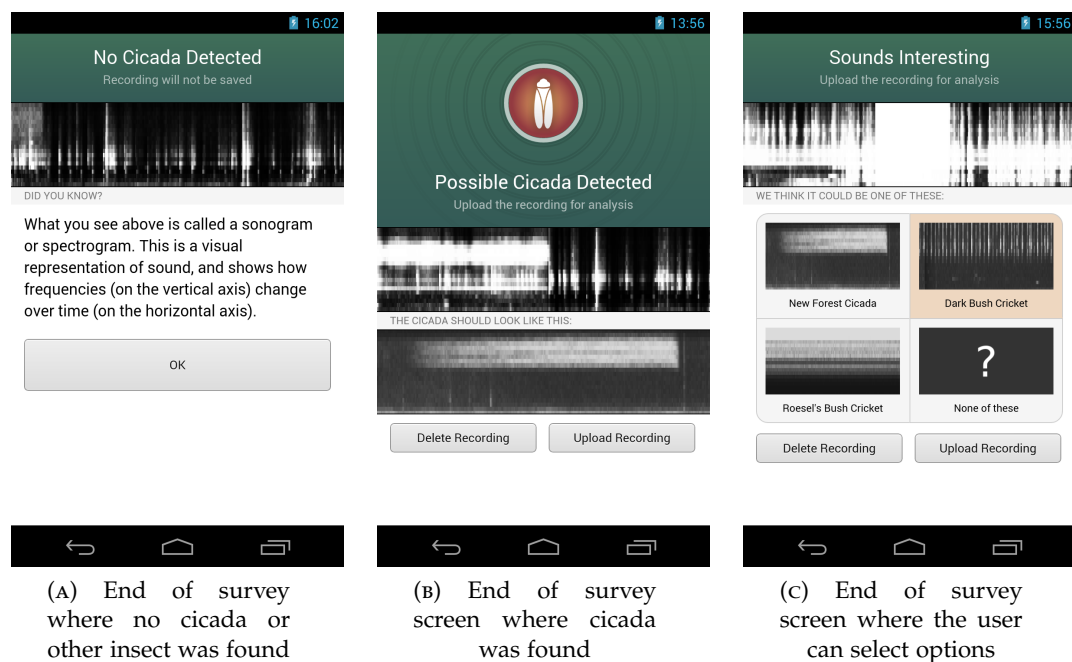 16:02
No Cicada Detected
Recording will not be saved
DID YOU KNOW?
What you see above is called a sonogram
or spectrogram. This is a visual
representation of sound, and shows how
frequencies (on the vertical axis) change
over time (on the horizontal axis).
OK
(A) End of survey
where no cicada or
other insect was found
13:56
Possible Cicada Detected
Upload the recording for analysis
THE CICADA SHOULD LOOK LIKE THIS:
Delete Recording Upload Recording
(B) End of survey
screen where cicada
was found
15:56
Sounds Interesting
Upload the recording for analysis
WE THINK IT COULD BE ONE OF THESE:
New Forest Cicada Dark Bush Cricket
?
Roesel's Bush Cricket None of these
Delete Recording Upload Recording
(C) End of survey
screen where the user
can select options